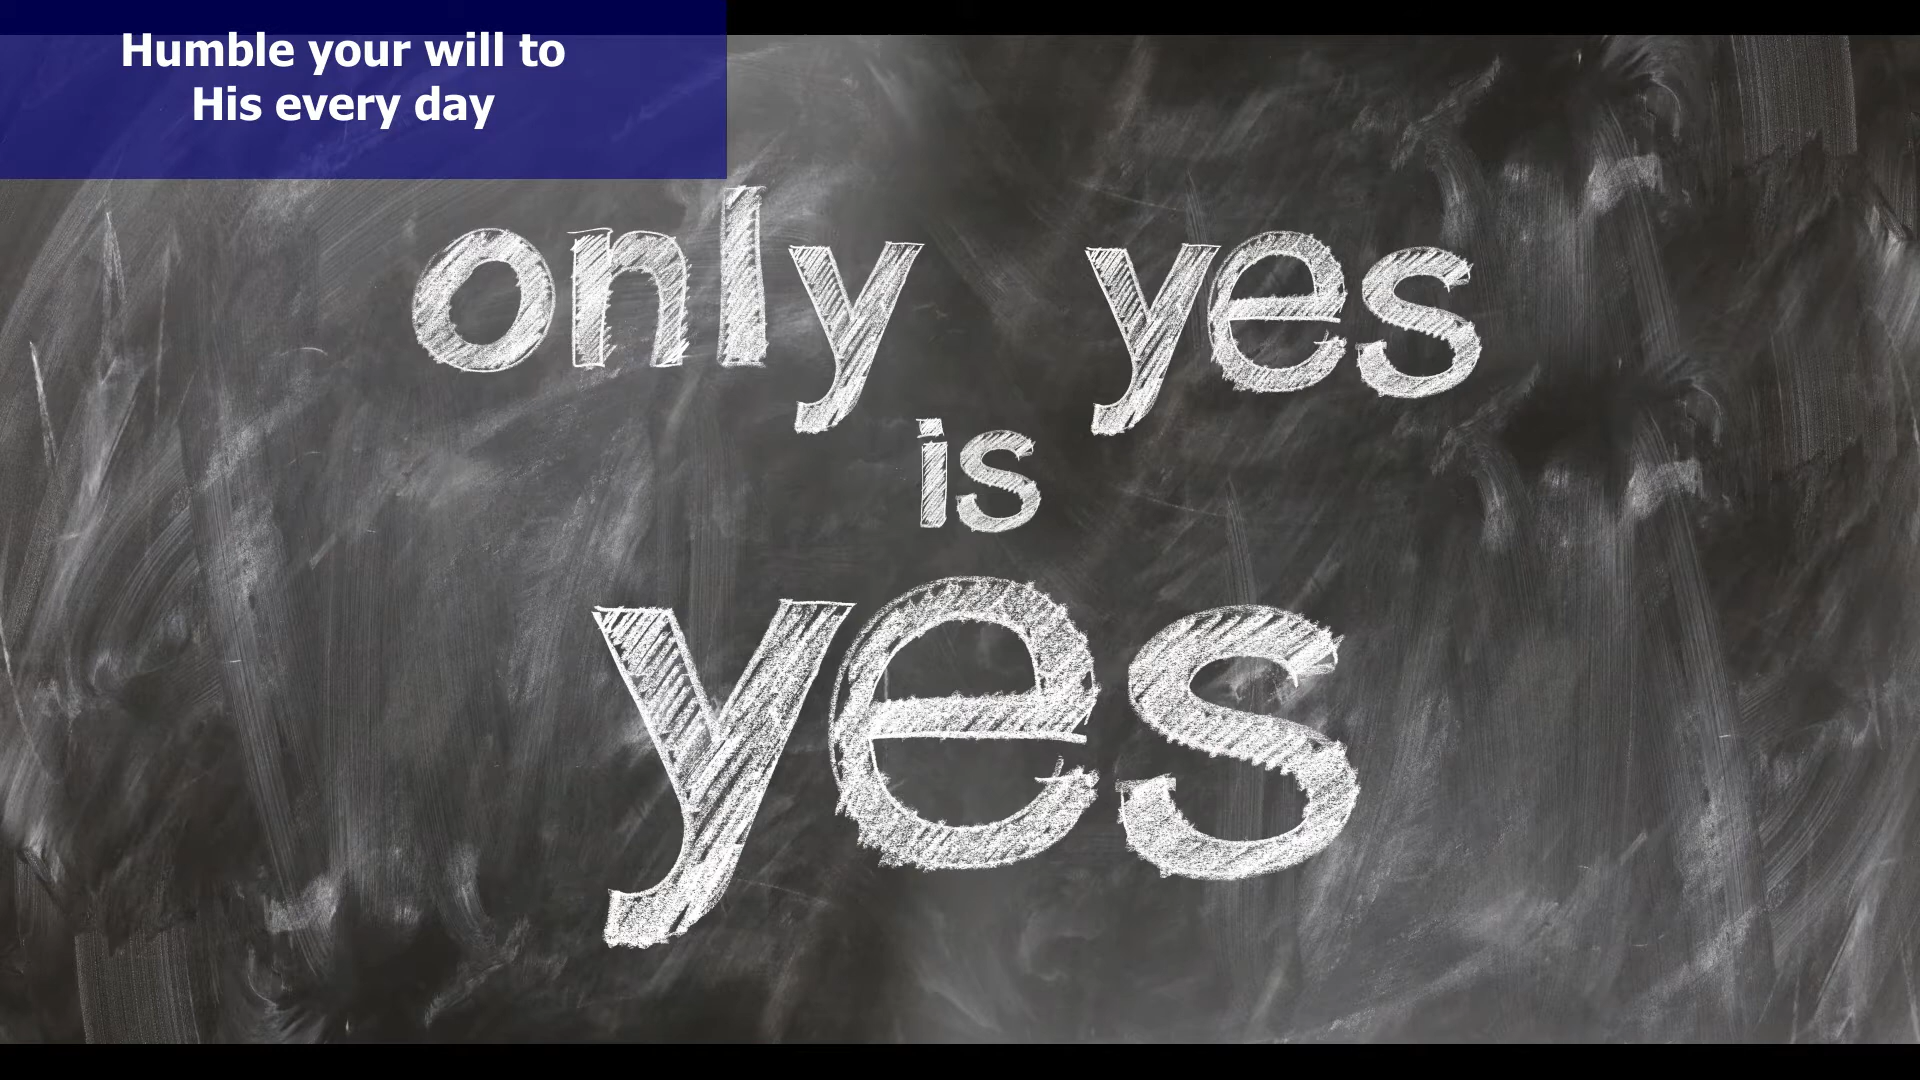 Humble your will to
His every day
only yes
is
yes